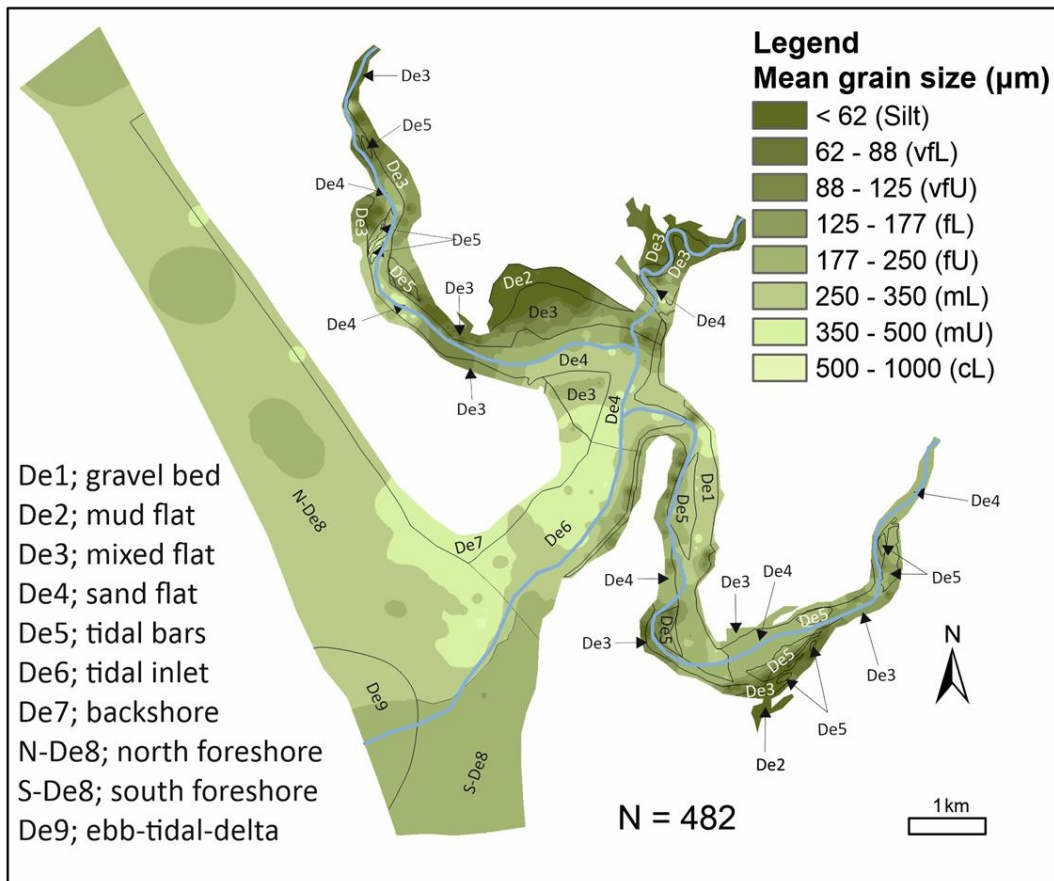 Legend
Mean grain size (µm)
< 62 (Silt)
62 - 88 (vfL)
88 - 125 (vfU)
125 - 177 (fL)
177 - 250 (fU)
250 - 350 (mL)
350 - 500 (mU)
500 - 1000 (cL)
De3
De5
De3
De4
De3
De5
De5
De4
De3
De2
De3
De3
De3
De4
De4
De3
De3
De4
De1
De5
De6
De7
N-De8
De9
S-De8
De4
De3
De5
De3
De4
De5
De5
De3
De5
De2
De3
De5
De4
De1; gravel bed
De2; mud flat
De3; mixed flat
De4; sand flat
De5; tidal bars
De6; tidal inlet
De7; backshore
N-De8; north foreshore
S-De8; south foreshore
De9; ebb-tidal-delta
N = 482
N
1 km